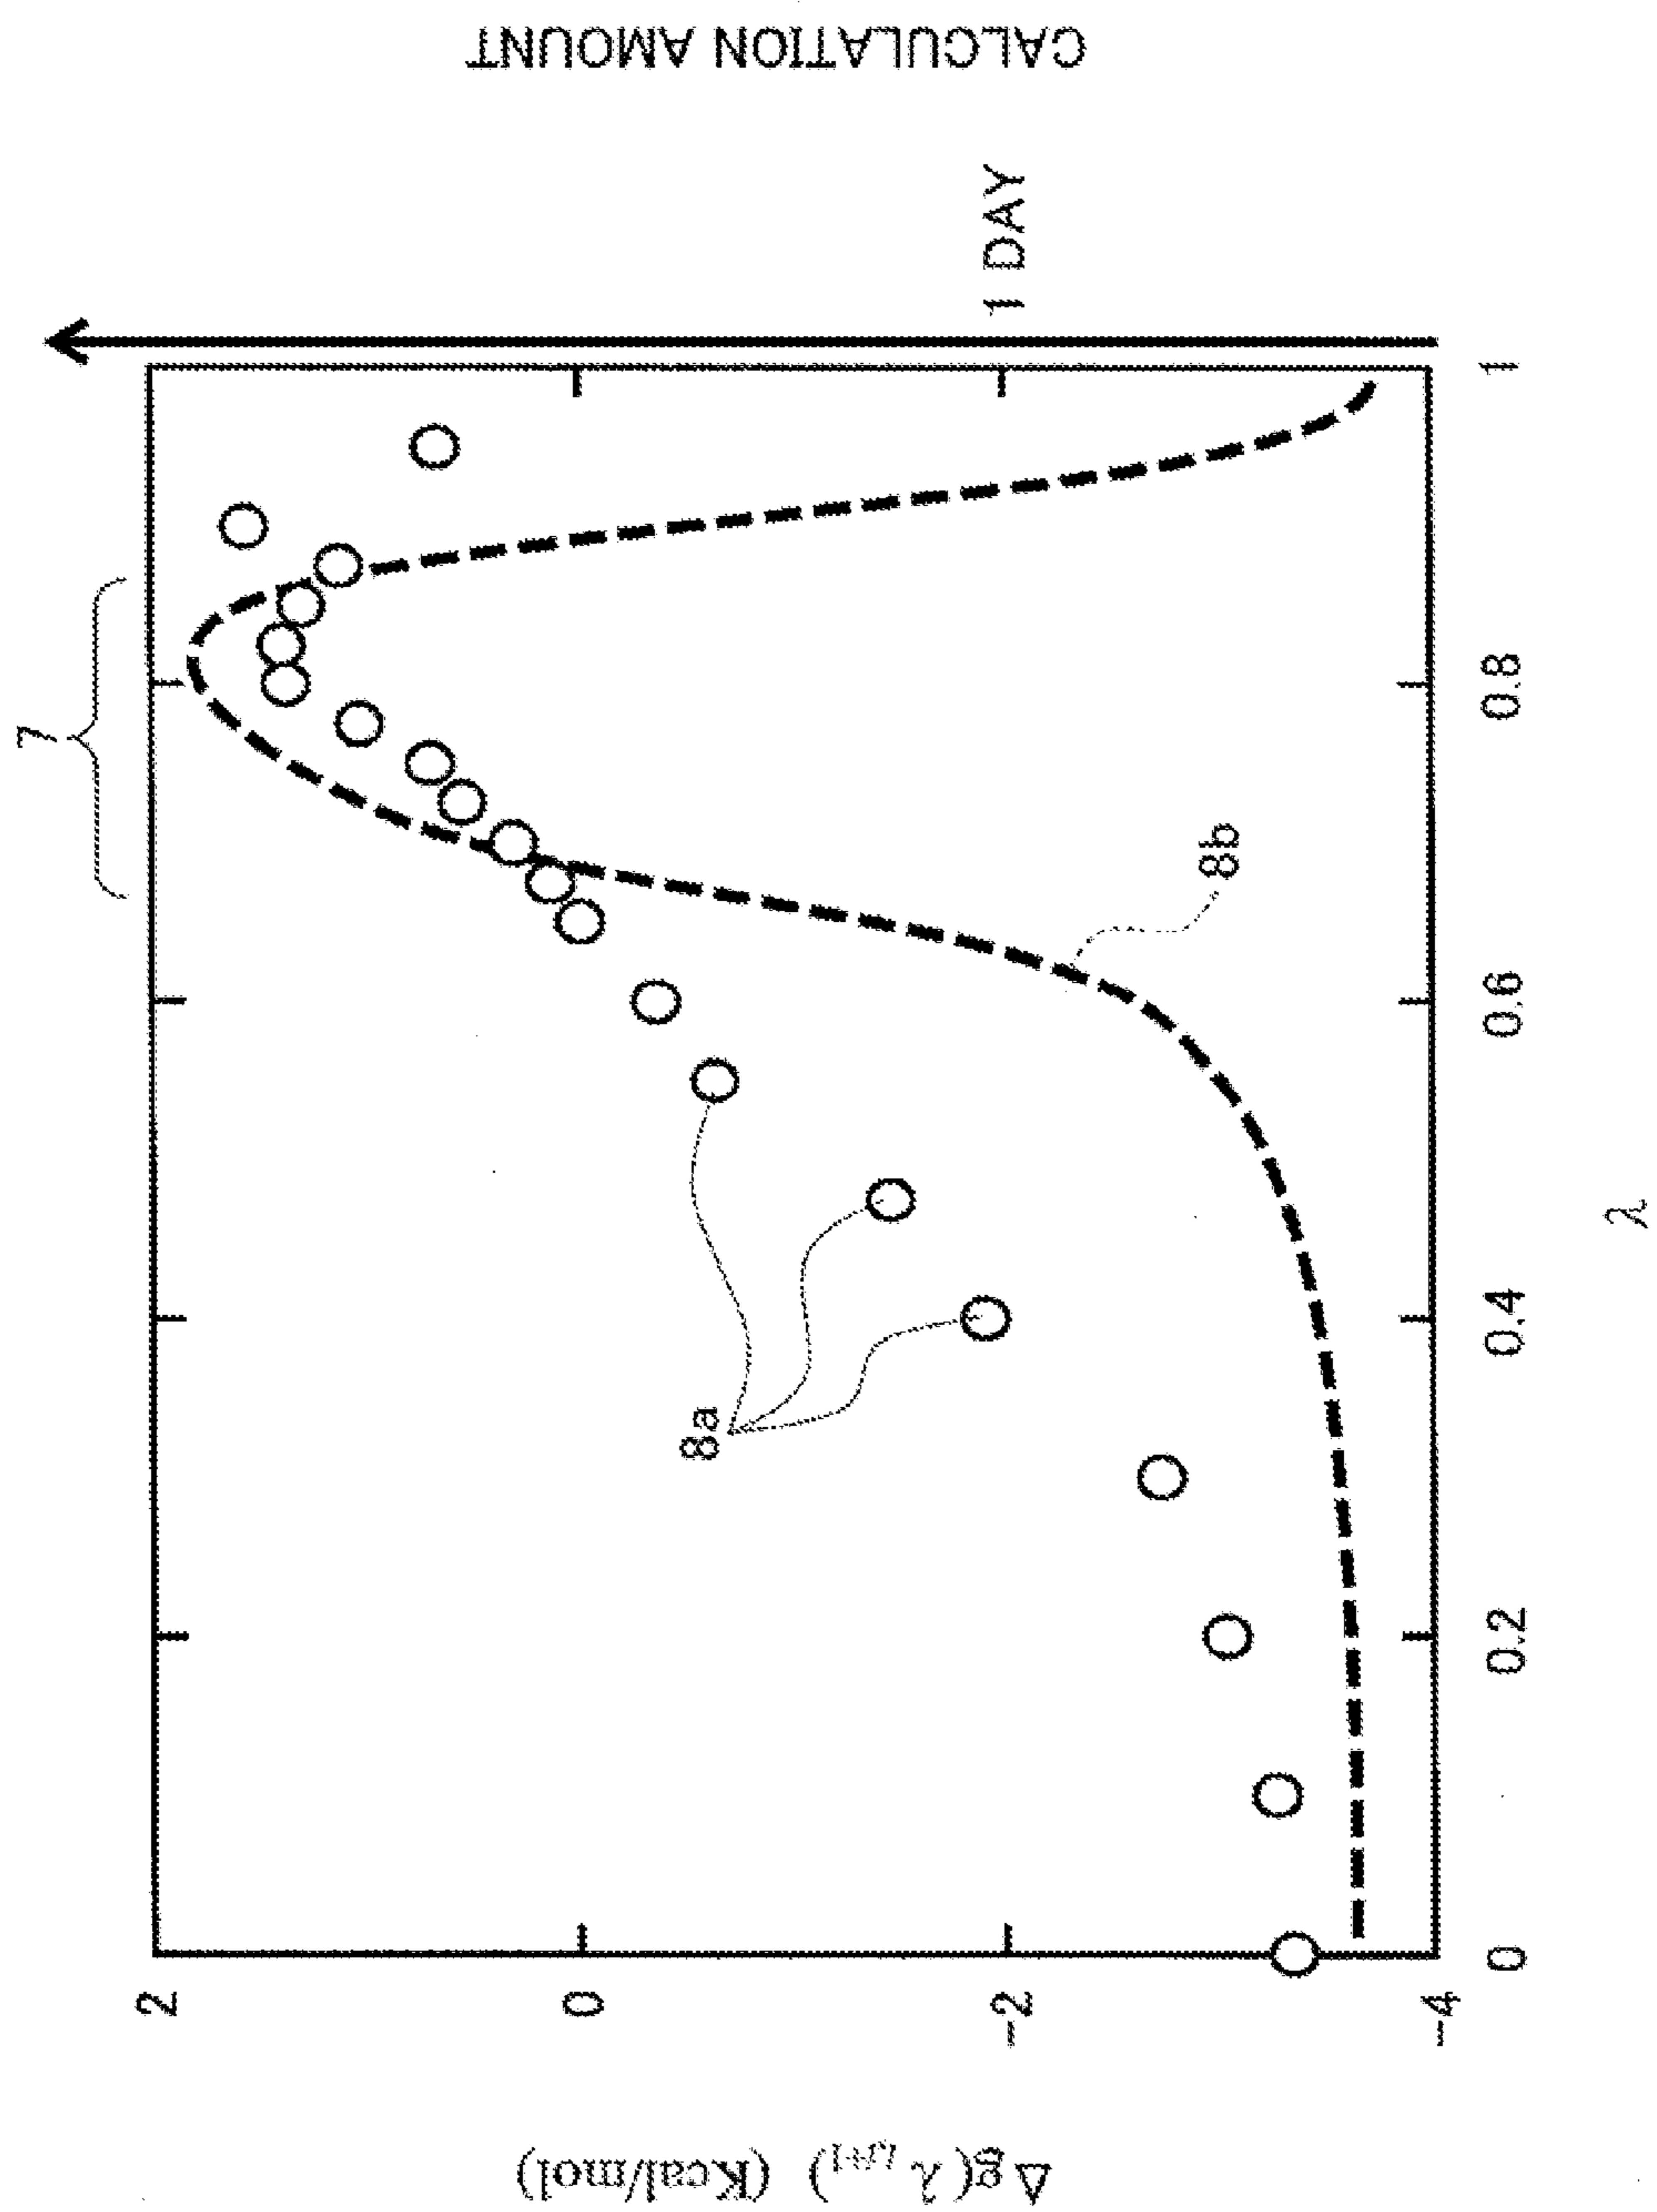 7
2
0
-2
-4
Δg(λ i,i+1) (Kcal/mol)
8a
8b
0
0.2
0.4
0.6
0.8
1
λ
1 DAY
CALCULATION AMOUNT